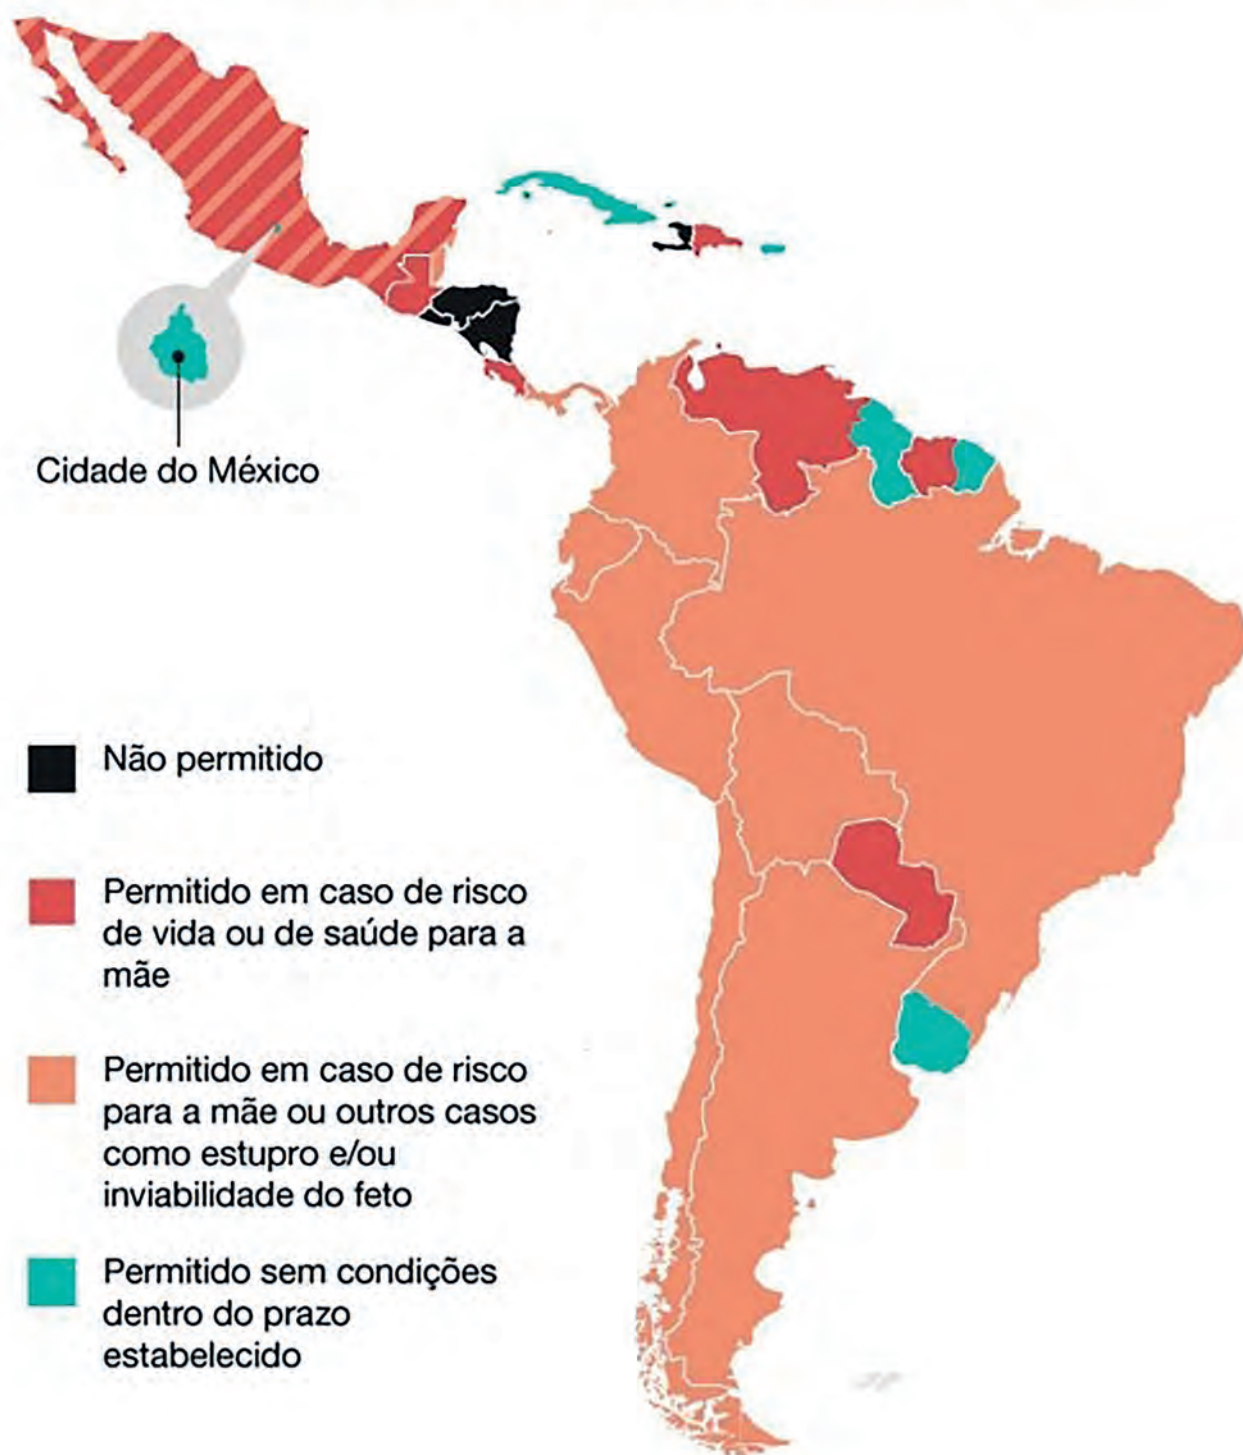 Cidade do México
Não permitido
Permitido em caso de risco
de vida ou de saúde para a
mãe
Permitido em caso de risco
para a mãe ou outros casos
como estupro e/ou
inviabilidade do feto
Permitido sem condições
dentro do prazo
estabelecido